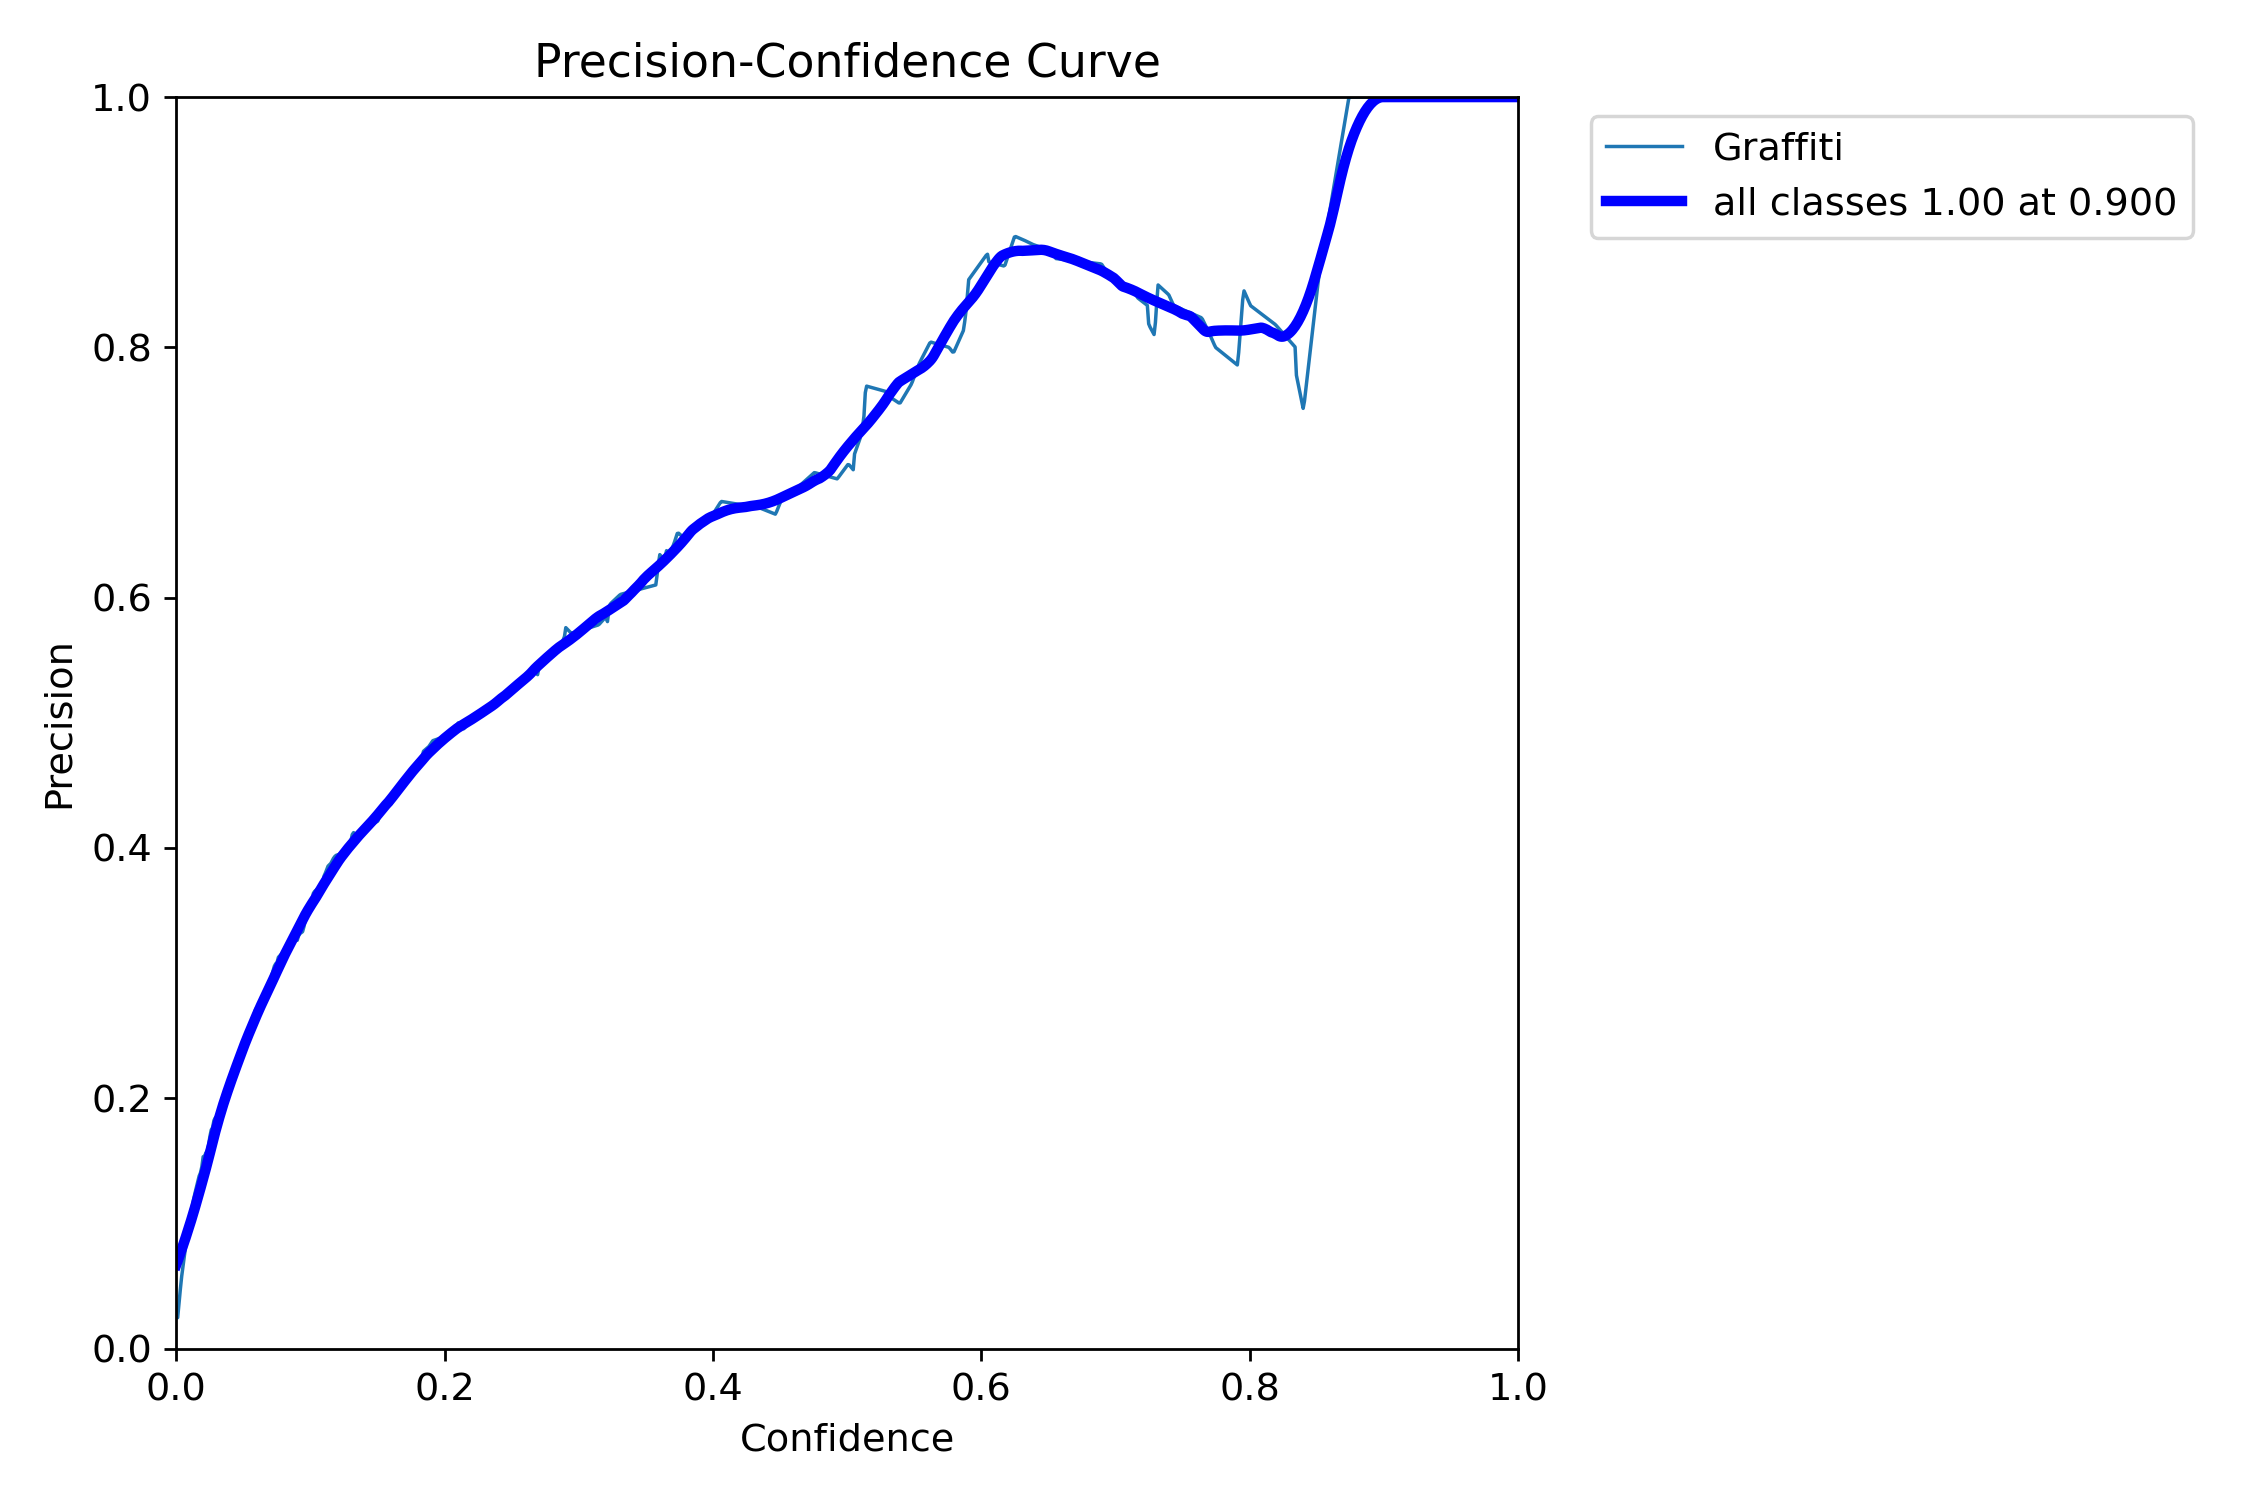 Precision-Confidence Curve
1.0
0.8
0.6
0.4
0.2
0.0
Precision
0.0 0.2 0.4 0.6 0.8 1.0
Confidence
Graffiti
all classes 1.00 at 0.900